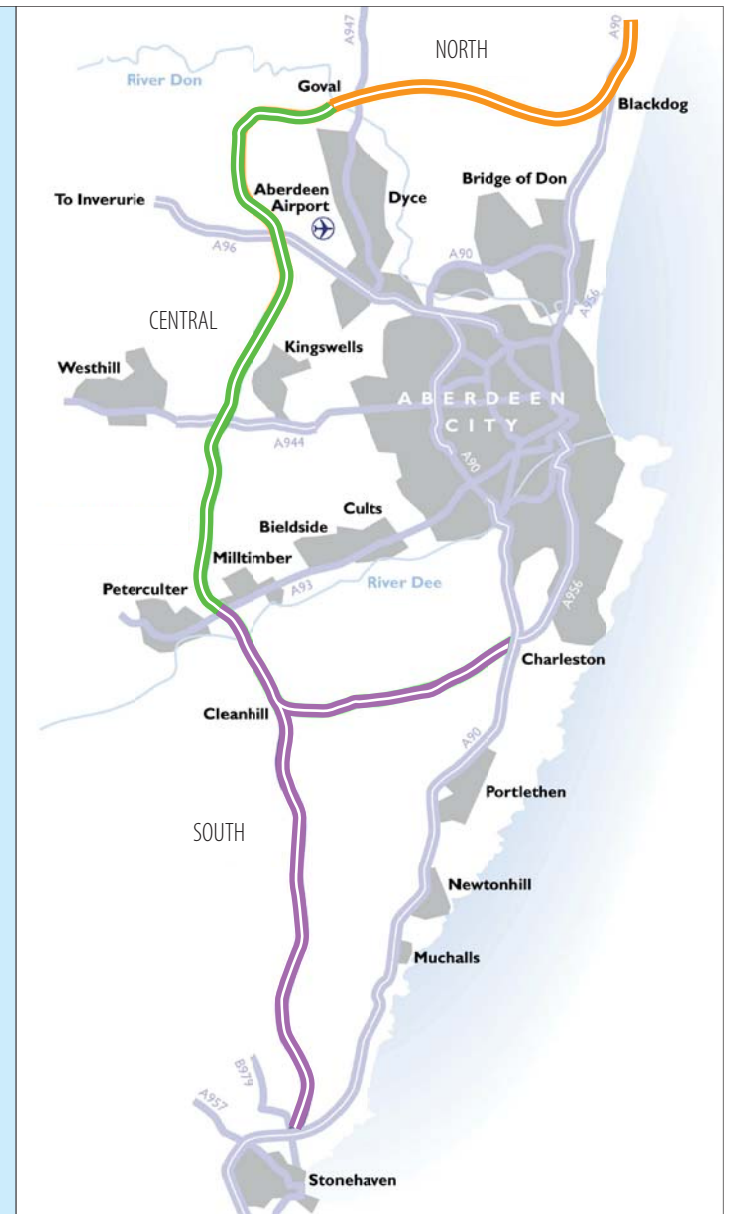 A947
A90
NORTH
River Don
Goval
Blackdog
Bridge of Don
Aberdeen
Airport
Dyce
To Inverurie
A96
A90
A956
CENTRAL
Kingswells
Westhill
ABERDEEN
CITY
A944
A90
Cults
Bieldside
Milltimber
Peterculter
A93
River Dee
A956
Charleston
Cleanhill
A90
Portlethen
SOUTH
Newtonhill
Muchalls
B979
A957
Stonehaven